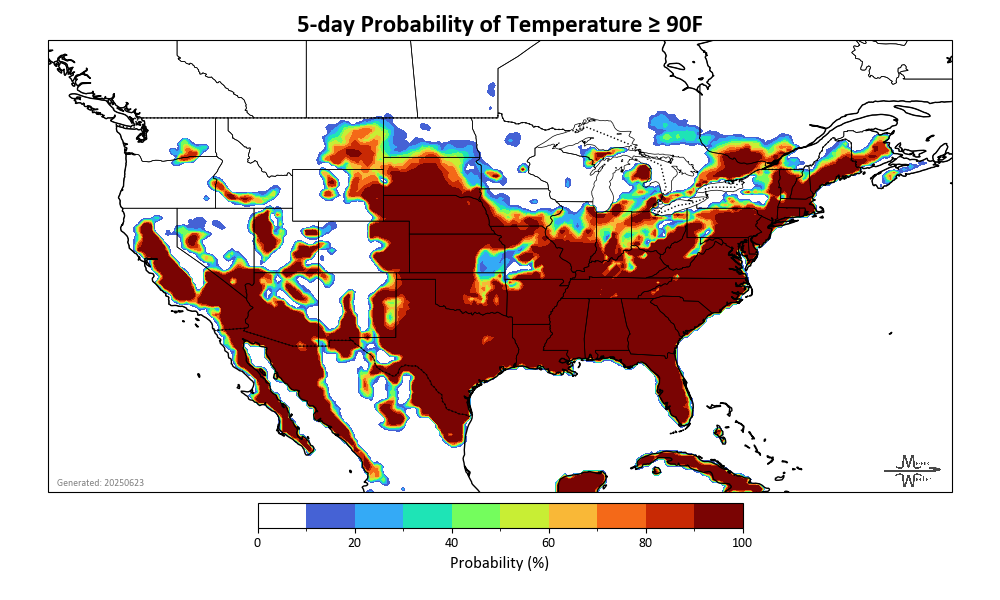 5-day Probability of Temperature ≥ 90F
Generated: 20250623
0 20 40 60 80 100
Probability (%)